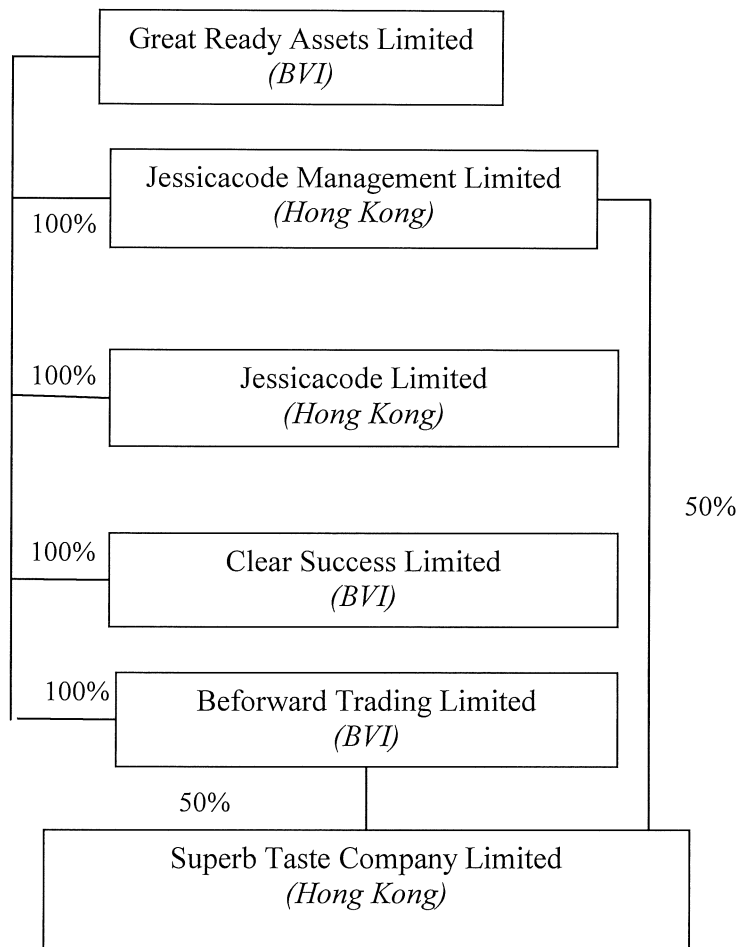 Great Ready Assets Limited
(BVI)
Jessicacode Management Limited
(Hong Kong)
100%
100%
Jessicacode Limited
(Hong Kong)
50%
100%
Clear Success Limited
(BVI)
100%
Beforward Trading Limited
(BVI)
50%
Superb Taste Company Limited
(Hong Kong)